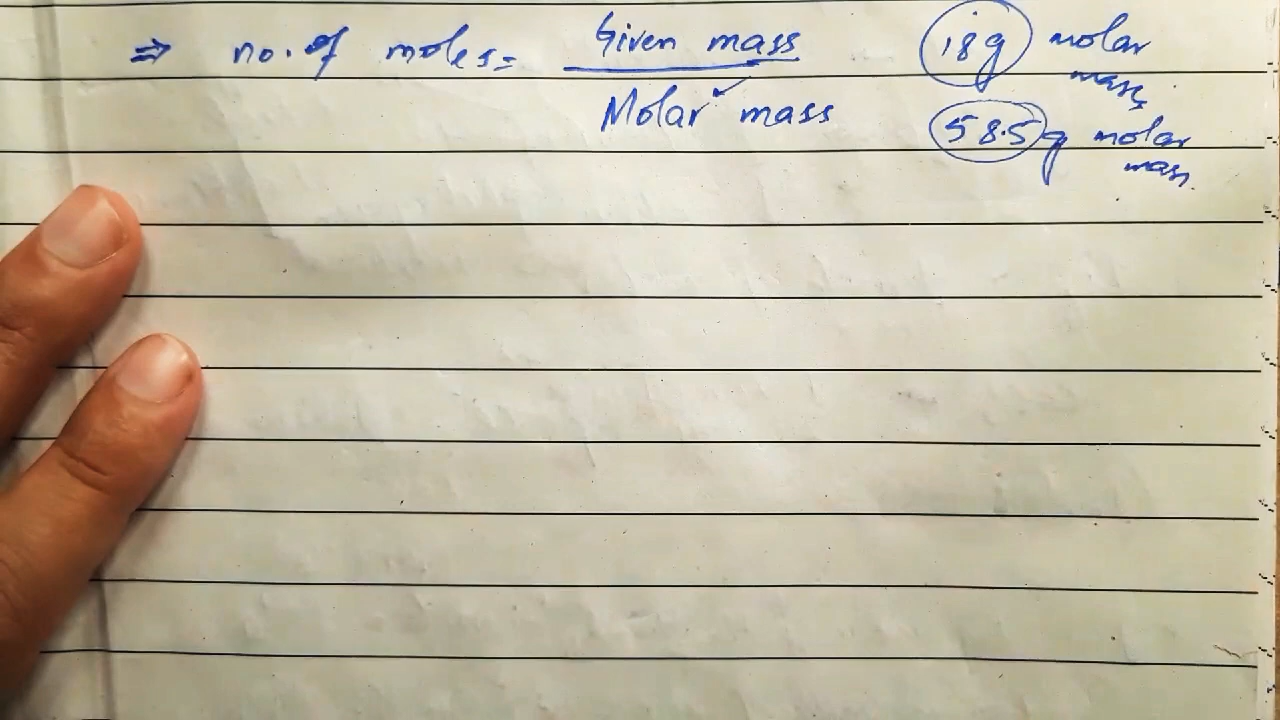 ⇒ no. of moles = Given mass
Molar mass
18g molar
mass
58.5g molar
mass